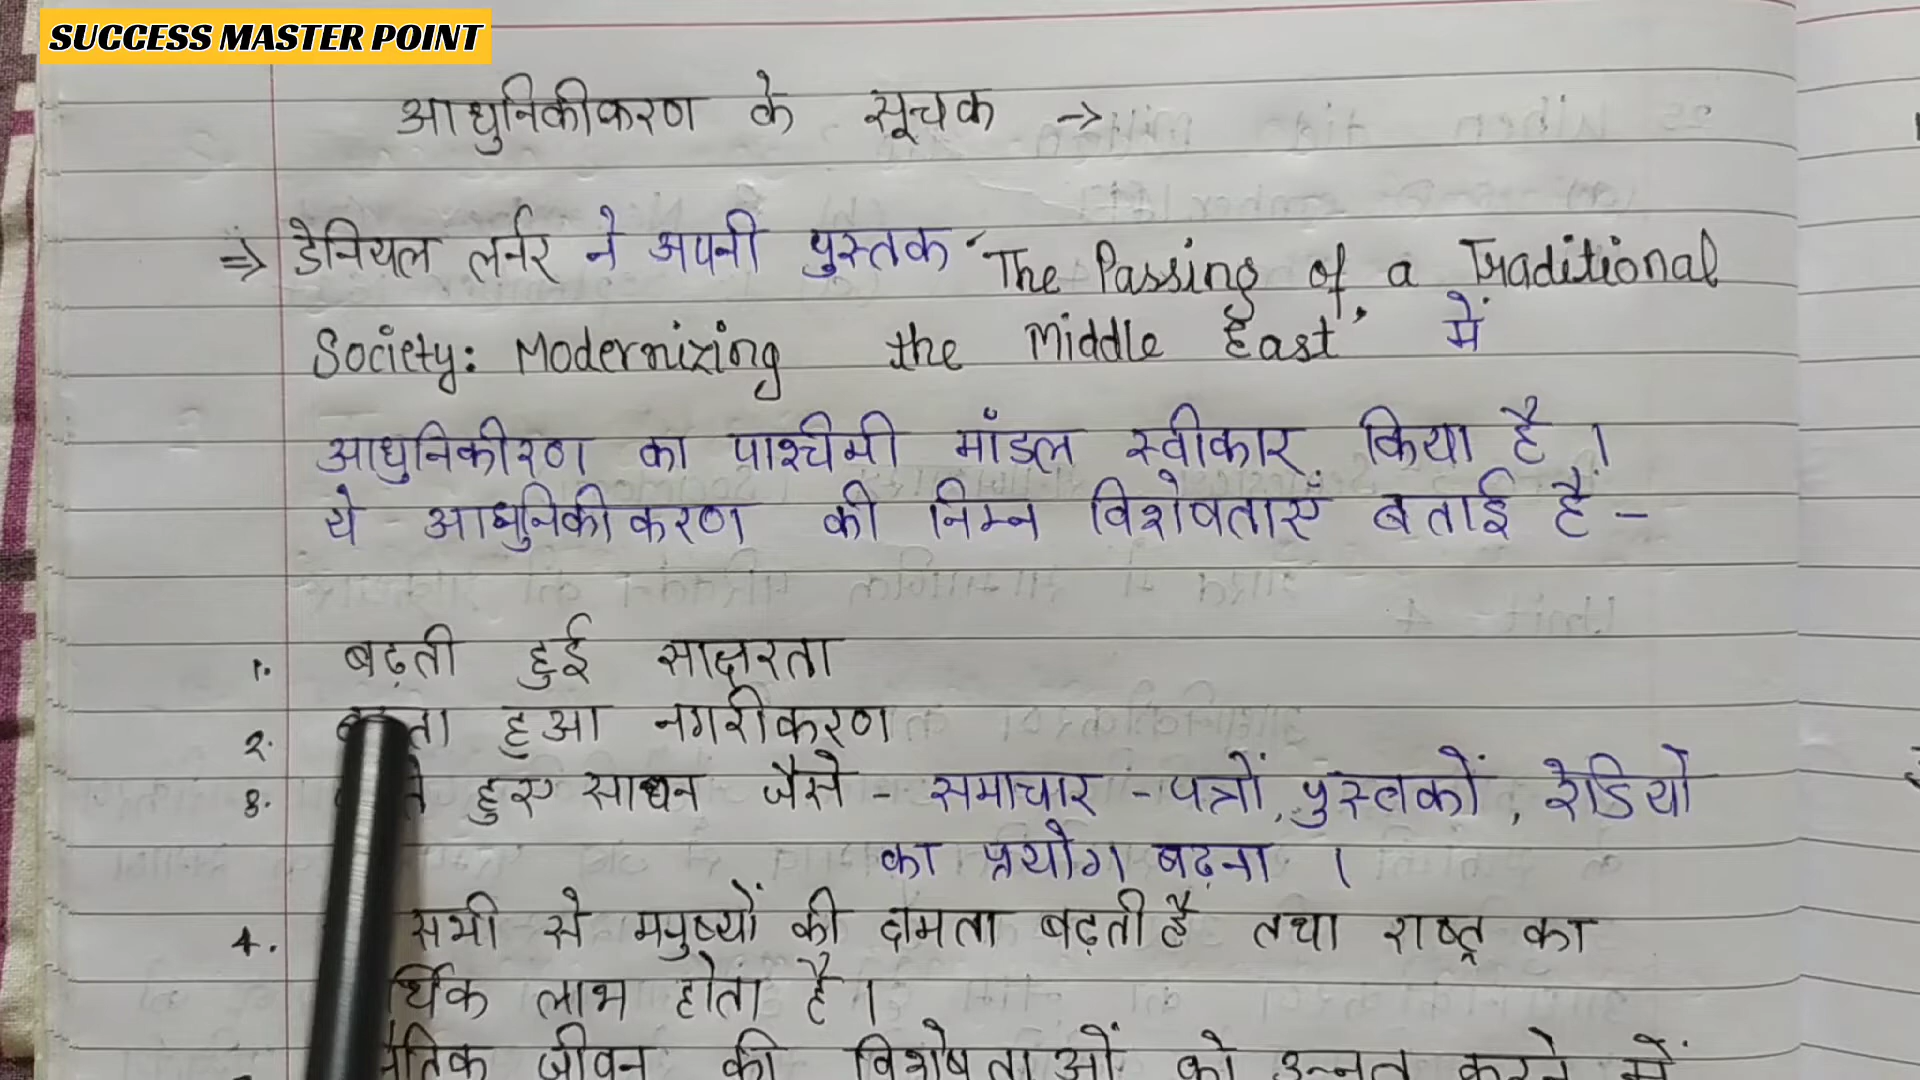 SUCCESS MASTER POINT
आधुनिकीकरण के सूचक →
⇒ डेनियल लर्नर ने अपनी पुस्तक 'The Passing of a Traditional
Society: Modernizing the Middle East' में
आधुनिकीरण का पाश्चीमी मॉडल स्वीकार किया है।
ये आधुनिकीकरण की निम्न विशेषताएँ बताई हैं -
1. बढ़ती हुई साक्षरता
2. हुआ नगरीकरण
3. हुए साधन जैसे - समाचार - पत्रों, पुस्तकों, रेडियो
का प्रयोग बढ़ना ।
4. सभी से मनुष्यों की क्षमता बढ़ती है तथा राष्ट्र का
लाभ होता है।
जीवन की विशेषताओं को उन्नत करने में